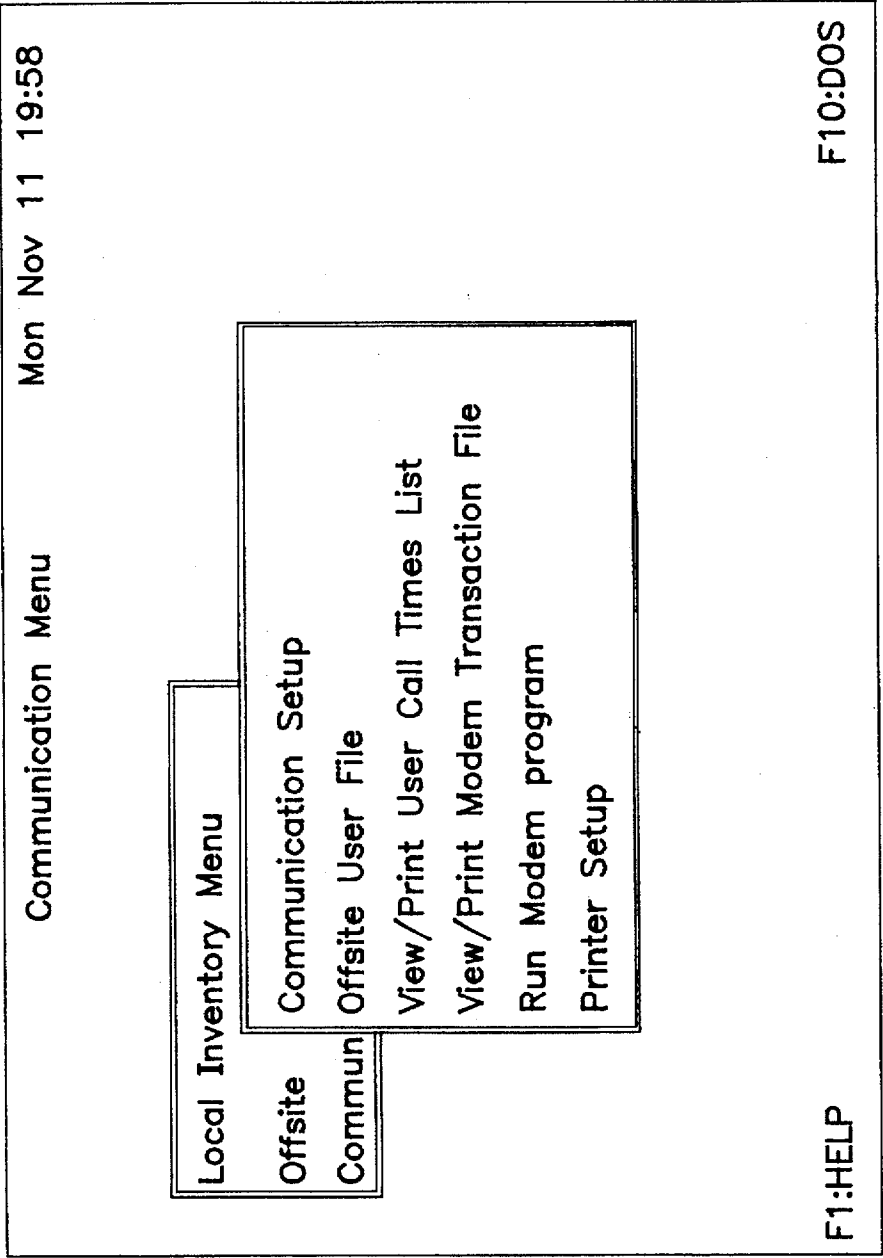 Communication Menu Mon Nov 11 19:58
Local Inventory Menu
Offsite
Commun
Communication Setup
Offsite User File
View/Print User Call Times List
View/Print Modem Transaction File
Run Modem program
Printer Setup
F1:HELP F10:DOS